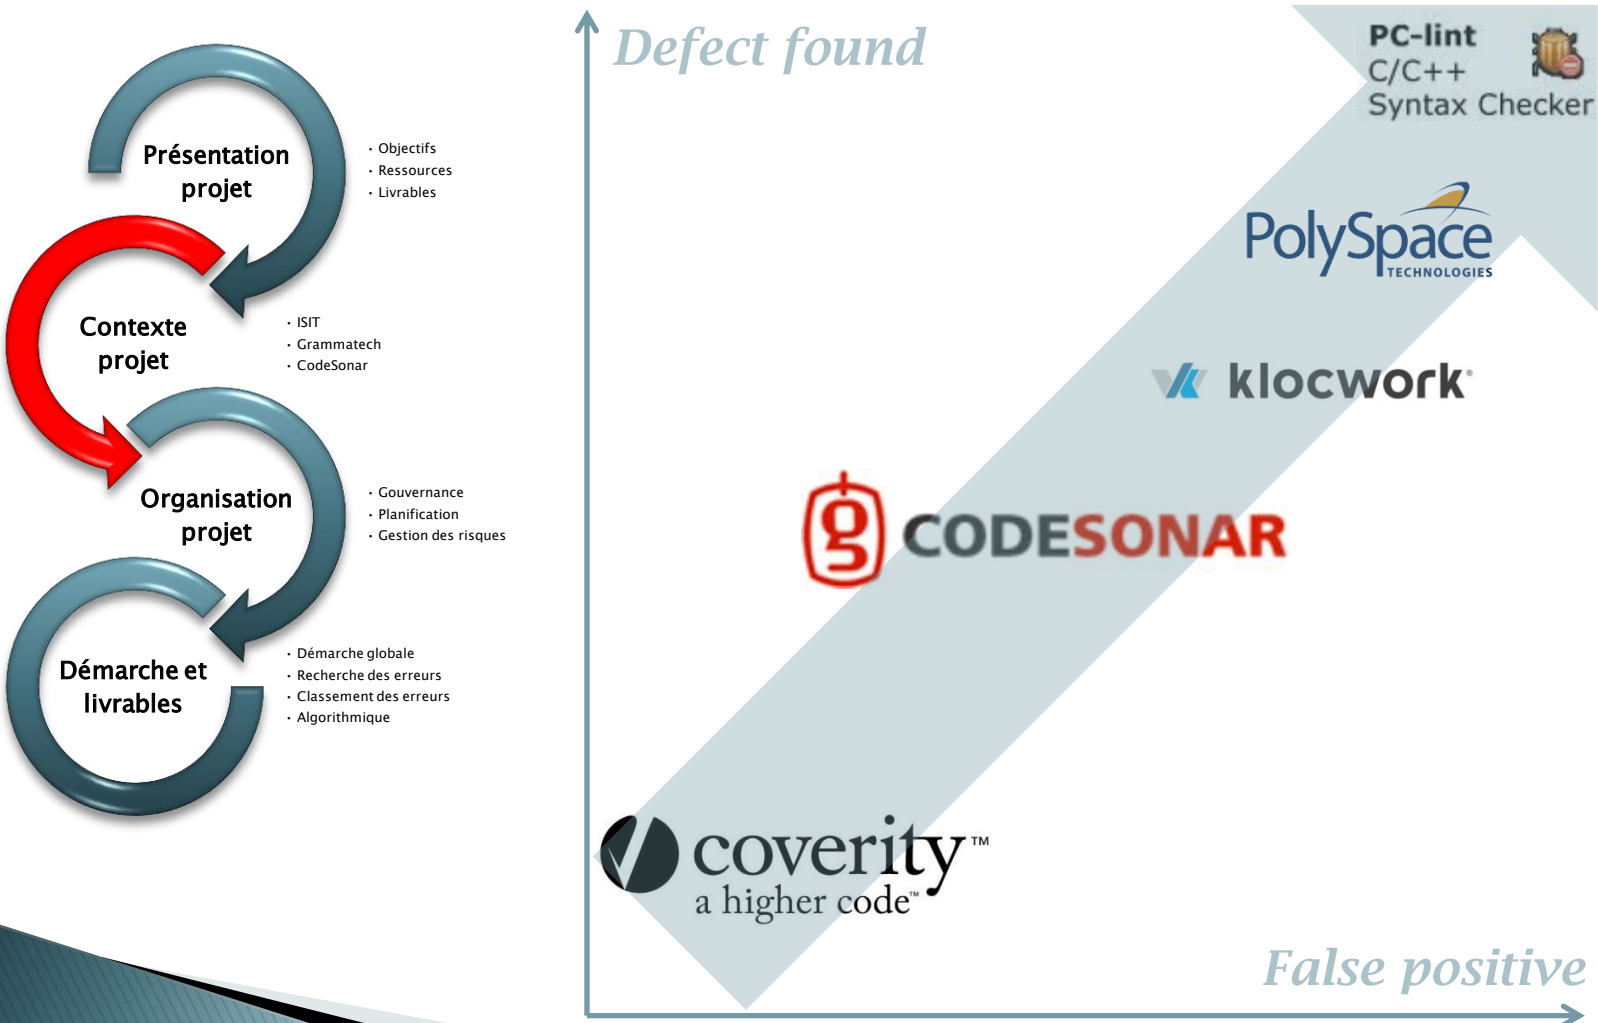 Présentation
projet
• Objectifs
• Ressources
• Livrables
Contexte
projet
• ISIT
• Grammatech
• CodeSonar
Organisation
projet
• Gouvernance
• Planification
• Gestion des risques
Démarche et
livrables
• Démarche globale
• Recherche des erreurs
• Classement des erreurs
• Algorithmique
Defect found
PC-lint
C/C++
Syntax Checker
PolySpace
TECHNOLOGIES
klocwork®
g CODESONAR
coverity™
a higher code™
False positive